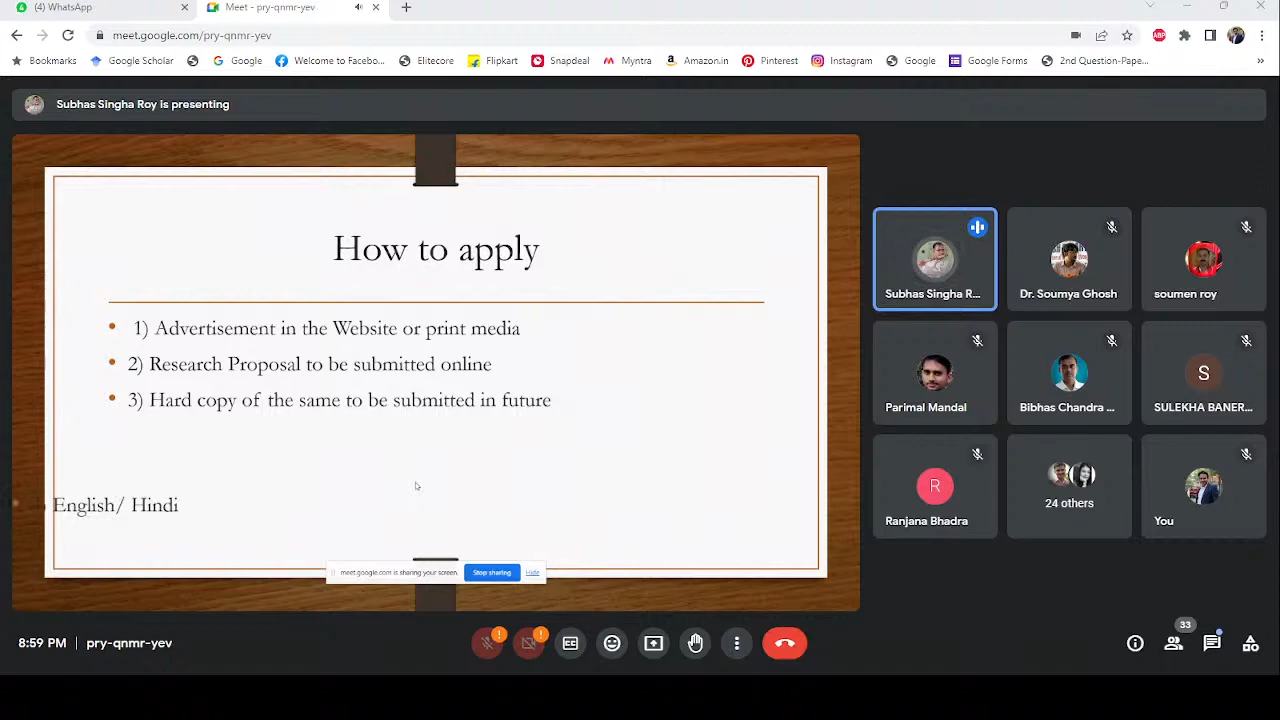 (4) WhatsApp
Meet - pry-qnmr-yev
meet.google.com/pry-qnmr-yev
ABP
Bookmarks
Google Scholar
Google
Welcome to Facebo...
Elitecore
Flipkart
Snapdeal
Myntra
Amazon.in
Pinterest
Instagram
Google
Google Forms
2nd Question-Pape...
Subhas Singha Roy is presenting
How to apply
1) Advertisement in the Website or print media
2) Research Proposal to be submitted online
3) Hard copy of the same to be submitted in future
English/ Hindi
meet.google.com is sharing your screen.
Stop sharing
Hide
Subhas Singha R...
Dr. Soumya Ghosh
soumen roy
Parimal Mandal
Bibhas Chandra ...
S
SULEKHA BANER...
R
Ranjana Bhadra
24 others
You
8:59 PM
pry-qnmr-yev
33